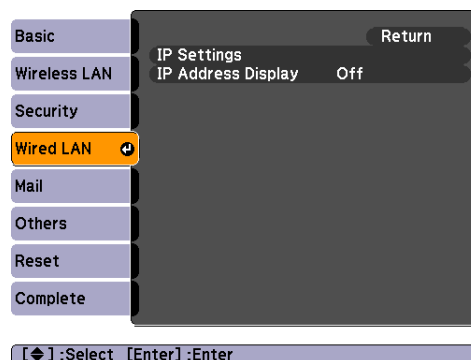 Basic
Wireless LAN
Security
Wired LAN
Mail
Others
Reset
Complete
Return
IP Settings
IP Address Display Off
[◆] :Select [Enter] :Enter